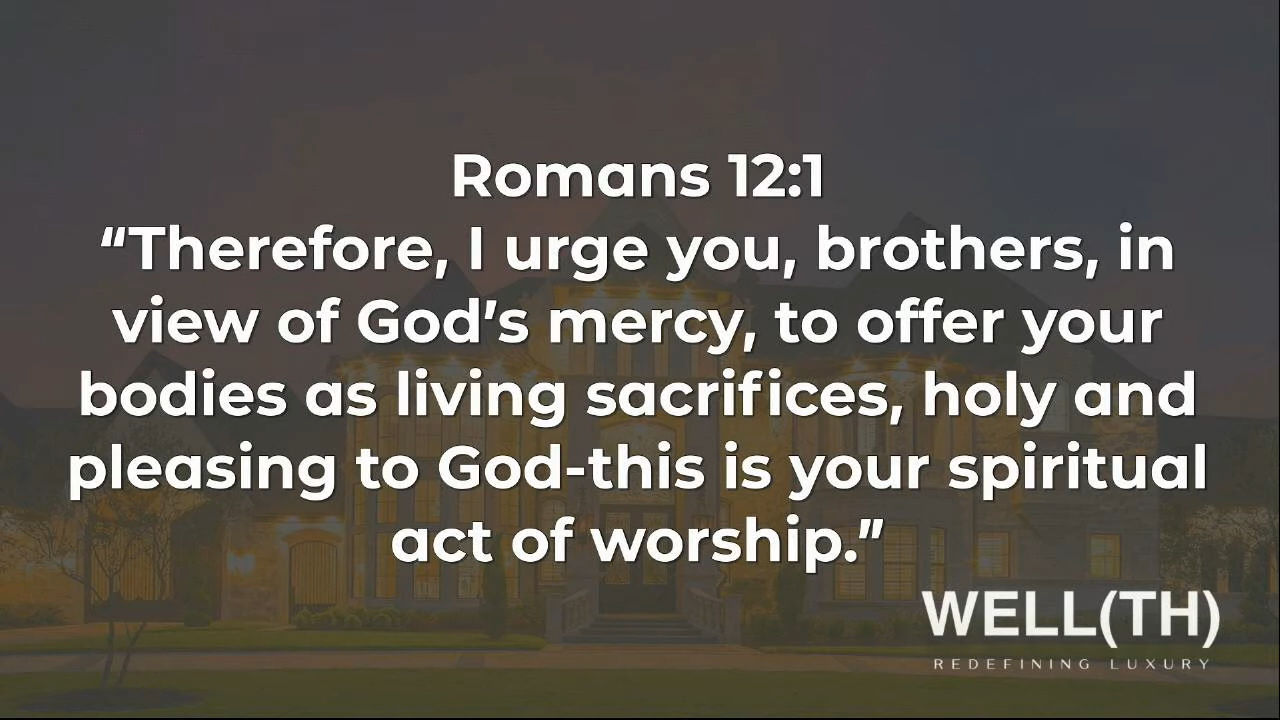 Romans 12:1
“Therefore, I urge you, brothers, in
view of God’s mercy, to offer your
bodies as living sacrifices, holy and
pleasing to God-this is your spiritual
act of worship.”
WELL(TH)
REDEFINING LUXURY